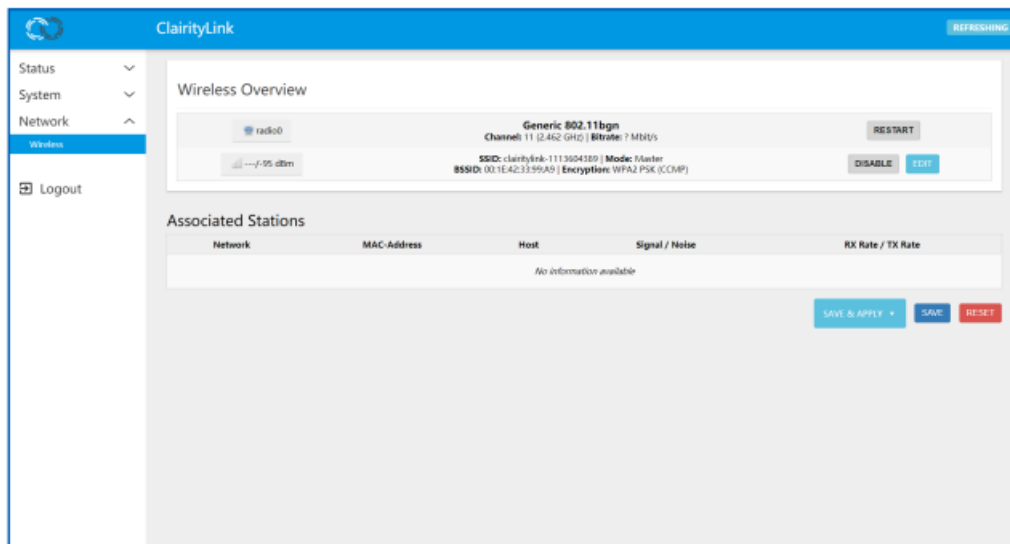 ClairityLink
REFRESHING
Status
System
Network
Wireless
Logout
Wireless Overview
radio0
Generic 802.11bgn
Channel: 11 (2.462 GHz) | Bitrate: ? Mbit/s
RESTART
---/-95 dBm
SSID: clairitylink-1113604389 | Mode: Master
BSSID: 00:1E:42:33:99:A9 | Encryption: WPA2 PSK (CCMP)
DISABLE
EDIT
Associated Stations
Network MAC-Address Host Signal / Noise RX Rate / TX Rate
No information available
SAVE & APPLY
SAVE
RESET